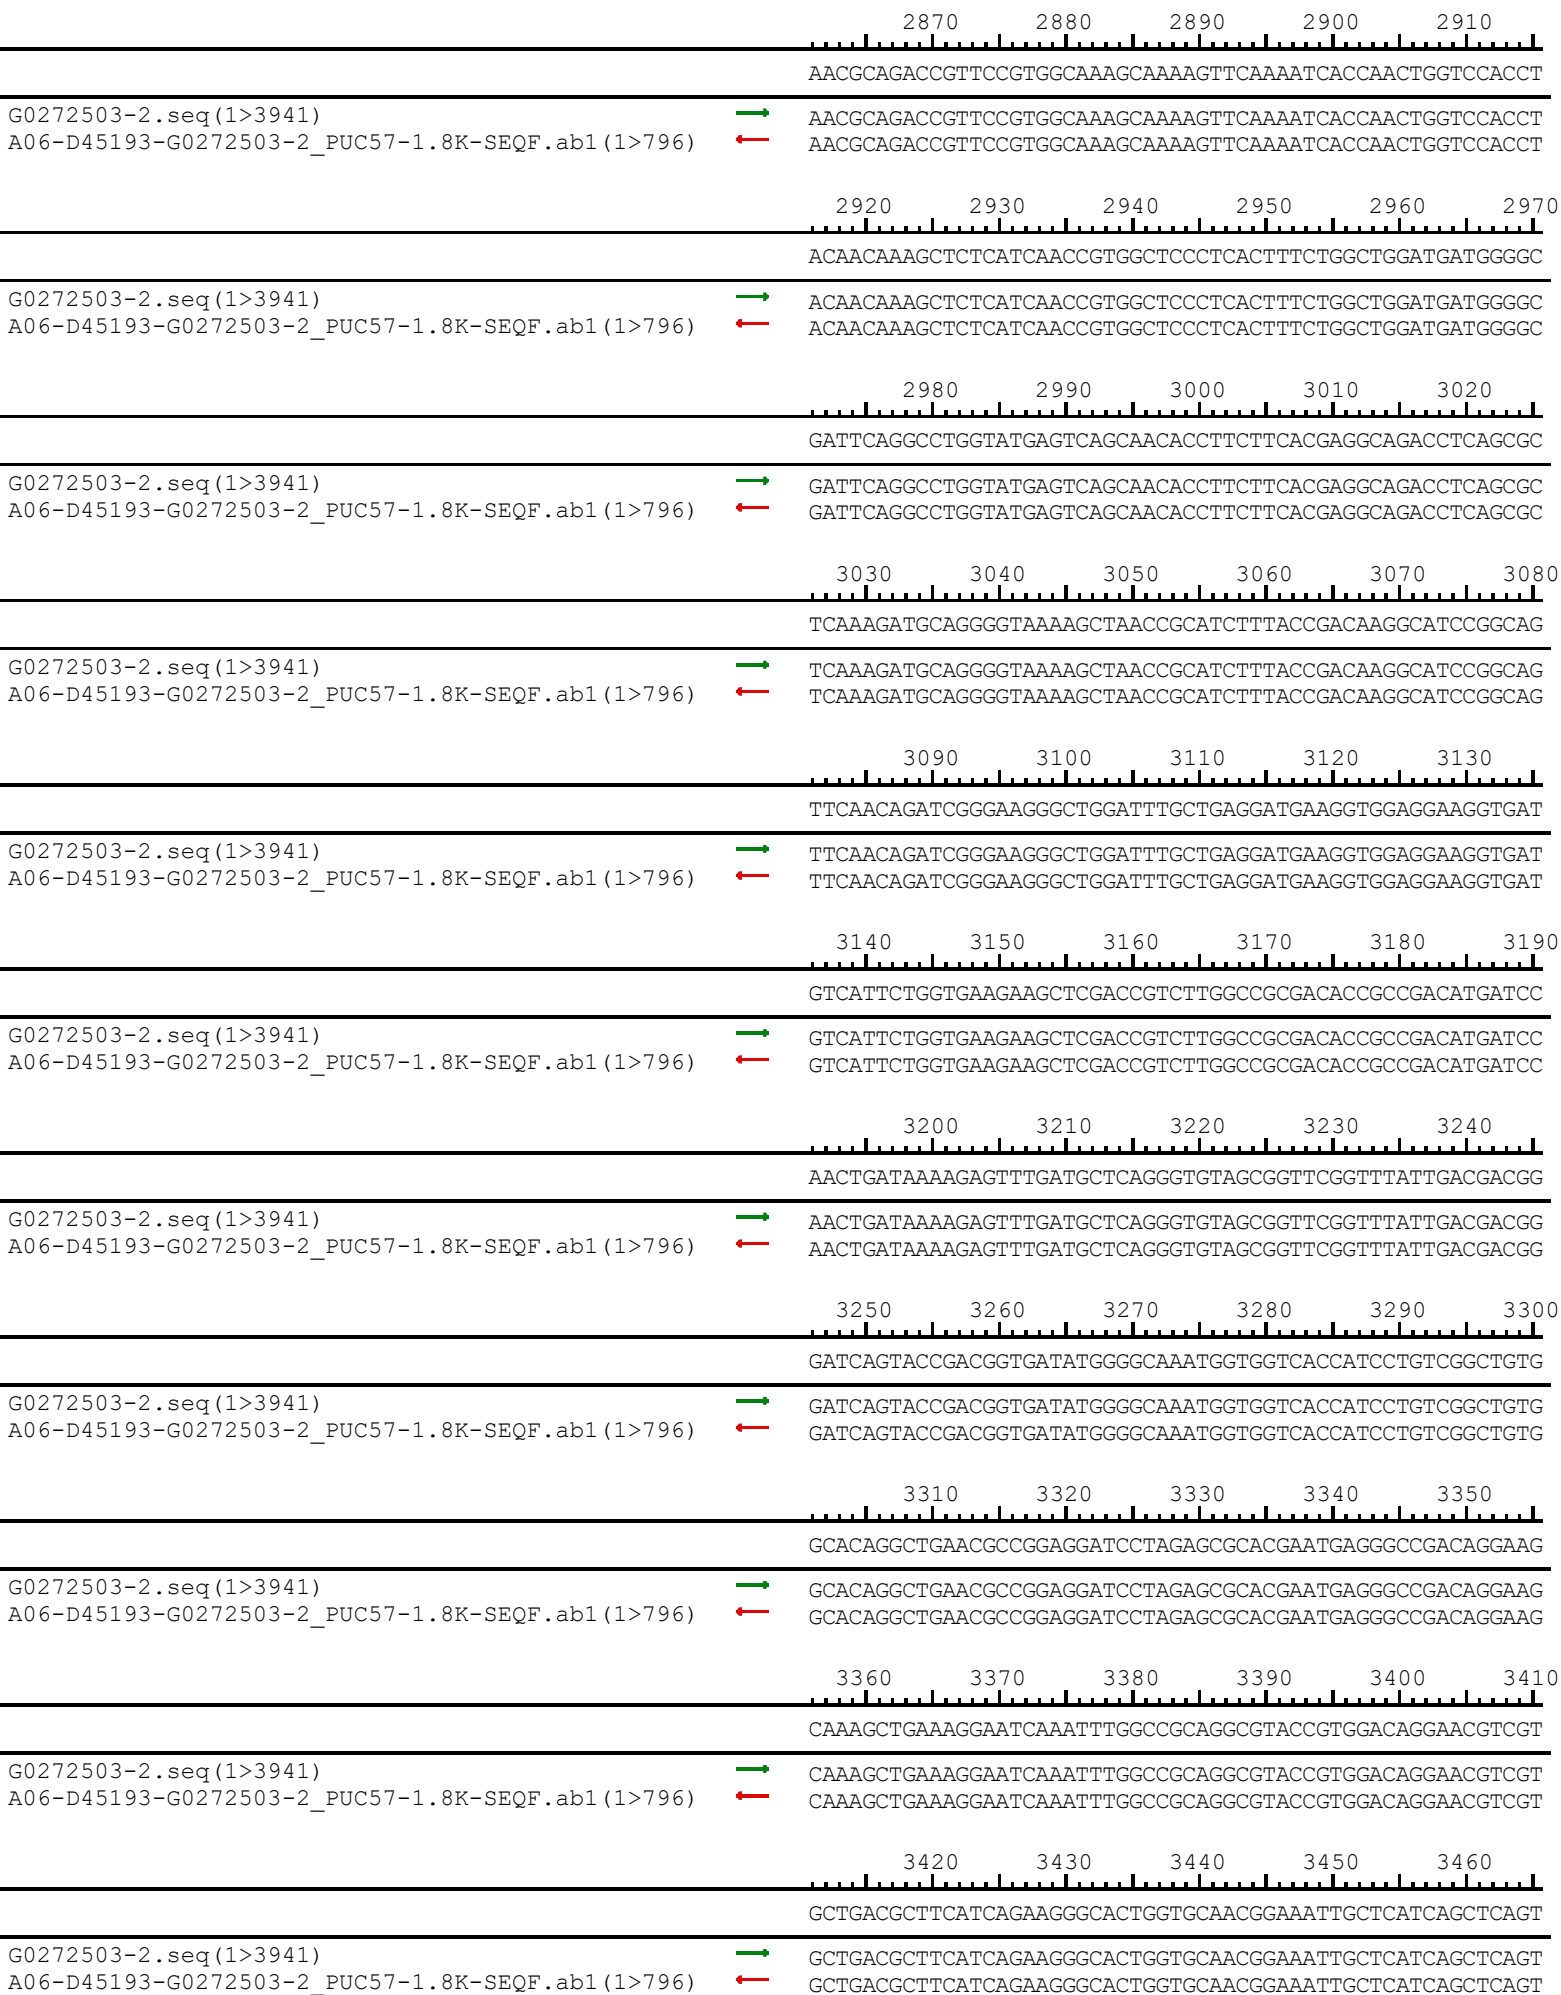 2870 2880 2890 2900 2910
AACGCAGACCGTTCCGTGGCAAAGCAAAAGTTCAAAATCACCAACTGGTCCACCT
G0272503-2.seq(1>3941) AACGCAGACCGTTCCGTGGCAAAGCAAAAGTTCAAAATCACCAACTGGTCCACCT
A06-D45193-G0272503-2_PUC57-1.8K-SEQF.ab1(1>796) AACGCAGACCGTTCCGTGGCAAAGCAAAAGTTCAAAATCACCAACTGGTCCACCT
2920 2930 2940 2950 2960 2970
ACAACAAAGCTCTCATCAACCGTGGCTCCCTCACTTTCTGGCTGGATGATGGGGC
G0272503-2.seq(1>3941) ACAACAAAGCTCTCATCAACCGTGGCTCCCTCACTTTCTGGCTGGATGATGGGGC
A06-D45193-G0272503-2_PUC57-1.8K-SEQF.ab1(1>796) ACAACAAAGCTCTCATCAACCGTGGCTCCCTCACTTTCTGGCTGGATGATGGGGC
2980 2990 3000 3010 3020
GATTCAGGCCTGGTATGAGTCAGCAACACCTTCTTCACGAGGCAGACCTCAGCGC
G0272503-2.seq(1>3941) GATTCAGGCCTGGTATGAGTCAGCAACACCTTCTTCACGAGGCAGACCTCAGCGC
A06-D45193-G0272503-2_PUC57-1.8K-SEQF.ab1(1>796) GATTCAGGCCTGGTATGAGTCAGCAACACCTTCTTCACGAGGCAGACCTCAGCGC
3030 3040 3050 3060 3070 3080
TCAAAGATGCAGGGGTAAAAGCTAACCGCATCTTTACCGACAAGGCATCCGGCAG
G0272503-2.seq(1>3941) TCAAAGATGCAGGGGTAAAAGCTAACCGCATCTTTACCGACAAGGCATCCGGCAG
A06-D45193-G0272503-2_PUC57-1.8K-SEQF.ab1(1>796) TCAAAGATGCAGGGGTAAAAGCTAACCGCATCTTTACCGACAAGGCATCCGGCAG
3090 3100 3110 3120 3130
TTCAACAGATCGGGAAGGGCTGGATTTGCTGAGGATGAAGGTGGAGGAAGGTGAT
G0272503-2.seq(1>3941) TTCAACAGATCGGGAAGGGCTGGATTTGCTGAGGATGAAGGTGGAGGAAGGTGAT
A06-D45193-G0272503-2_PUC57-1.8K-SEQF.ab1(1>796) TTCAACAGATCGGGAAGGGCTGGATTTGCTGAGGATGAAGGTGGAGGAAGGTGAT
3140 3150 3160 3170 3180 3190
GTCATTCTGGTGAAGAAGCTCGACCGTCTTGGCCGCGACACCGCCGACATGATCC
G0272503-2.seq(1>3941) GTCATTCTGGTGAAGAAGCTCGACCGTCTTGGCCGCGACACCGCCGACATGATCC
A06-D45193-G0272503-2_PUC57-1.8K-SEQF.ab1(1>796) GTCATTCTGGTGAAGAAGCTCGACCGTCTTGGCCGCGACACCGCCGACATGATCC
3200 3210 3220 3230 3240
AACTGATAAAAGAGTTTGATGCTCAGGGTGTAGCGGTTCGGTTTATTGACGACGG
G0272503-2.seq(1>3941) AACTGATAAAAGAGTTTGATGCTCAGGGTGTAGCGGTTCGGTTTATTGACGACGG
A06-D45193-G0272503-2_PUC57-1.8K-SEQF.ab1(1>796) AACTGATAAAAGAGTTTGATGCTCAGGGTGTAGCGGTTCGGTTTATTGACGACGG
3250 3260 3270 3280 3290 3300
GATCAGTACCGACGGTGATATGGGGCAAATGGTGGTCACCATCCTGTCGGCTGTG
G0272503-2.seq(1>3941) GATCAGTACCGACGGTGATATGGGGCAAATGGTGGTCACCATCCTGTCGGCTGTG
A06-D45193-G0272503-2_PUC57-1.8K-SEQF.ab1(1>796) GATCAGTACCGACGGTGATATGGGGCAAATGGTGGTCACCATCCTGTCGGCTGTG
3310 3320 3330 3340 3350
GCACAGGCTGAACGCCGGAGGATCCTAGAGCGCACGAATGAGGGCCGACAGGAAG
G0272503-2.seq(1>3941) GCACAGGCTGAACGCCGGAGGATCCTAGAGCGCACGAATGAGGGCCGACAGGAAG
A06-D45193-G0272503-2_PUC57-1.8K-SEQF.ab1(1>796) GCACAGGCTGAACGCCGGAGGATCCTAGAGCGCACGAATGAGGGCCGACAGGAAG
3360 3370 3380 3390 3400 3410
CAAAGCTGAAAGGAATCAAATTTGGCCGCAGGCGTACCGTGGACAGGAACGTCGT
G0272503-2.seq(1>3941) CAAAGCTGAAAGGAATCAAATTTGGCCGCAGGCGTACCGTGGACAGGAACGTCGT
A06-D45193-G0272503-2_PUC57-1.8K-SEQF.ab1(1>796) CAAAGCTGAAAGGAATCAAATTTGGCCGCAGGCGTACCGTGGACAGGAACGTCGT
3420 3430 3440 3450 3460
GCTGACGCTTCATCAGAAGGGCACTGGTGCAACGGAAATTGCTCATCAGCTCAGT
G0272503-2.seq(1>3941) GCTGACGCTTCATCAGAAGGGCACTGGTGCAACGGAAATTGCTCATCAGCTCAGT
A06-D45193-G0272503-2_PUC57-1.8K-SEQF.ab1(1>796) GCTGACGCTTCATCAGAAGGGCACTGGTGCAACGGAAATTGCTCATCAGCTCAGT